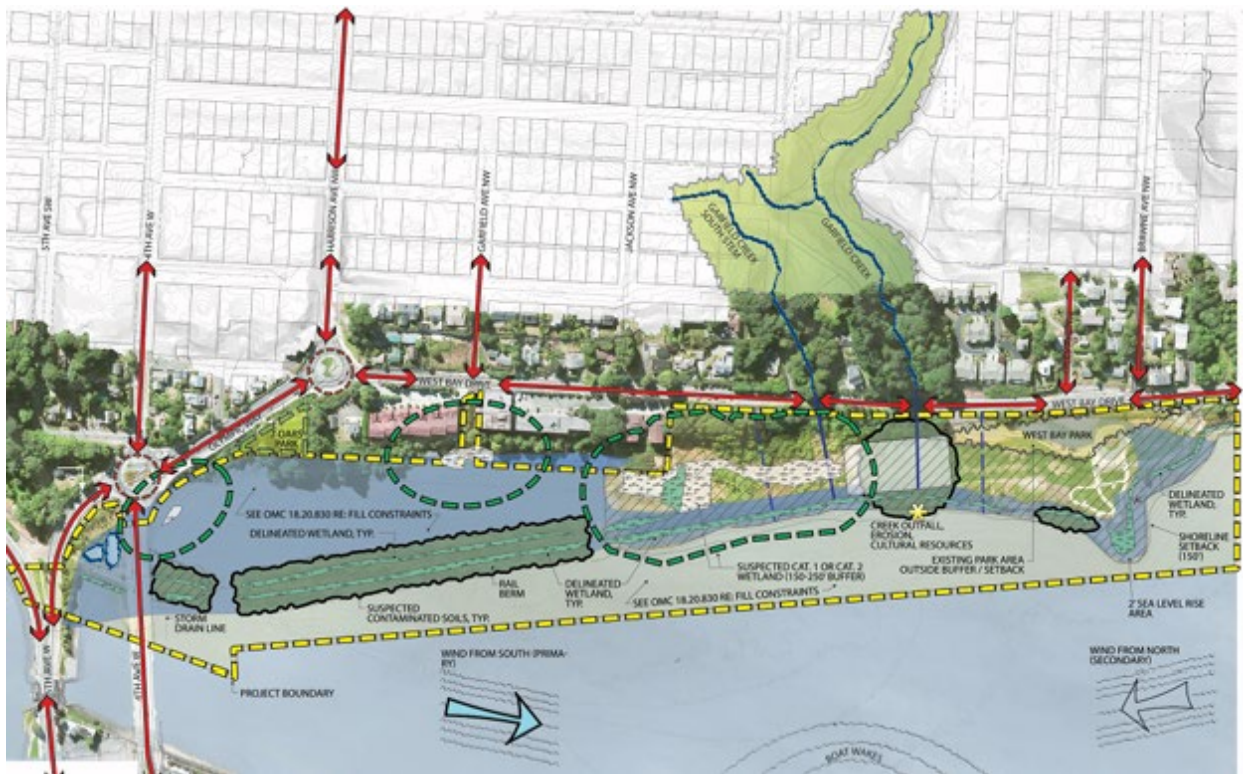 5TH AVE SW
4TH AVE W
HARRISON AVE NW
GARFIELD AVE NW
JACKSON AVE NW
BRAWNE AVE NW
GARFIELD CREEK
SOUTH STEM
GARFIELD CREEK
WEST BAY DRIVE
WEST BAY DRIVE
WEST BAY PARK
PARK
SEE OMC 18.20.830 RE: FILL CONSTRAINTS
DELINEATED WETLAND, TYP.
DELINEATED
WETLAND,
TYP.
SHORELINE
SETBACK
(150')
CREEK OUTFALL,
EROSION,
CULTURAL RESOURCES
EXISTING PARK AREA
OUTSIDE BUFFER / SETBACK
SUSPECTED CAT. 1 OR CAT. 2
WETLAND (150-250' BUFFER)
SEE OMC 18.20.830 RE: FILL CONSTRAINTS
RAIL
BERM
DELINEATED
WETLAND,
TYP.
SUSPECTED
CONTAMINATED SOILS, TYP.
STORM
DRAIN LINE
2' SEA LEVEL RISE
AREA
5TH AVE W
4TH AVE W
PROJECT BOUNDARY
WIND FROM SOUTH (PRIMA-
RY)
WIND FROM NORTH
(SECONDARY)
BOAT WAKES